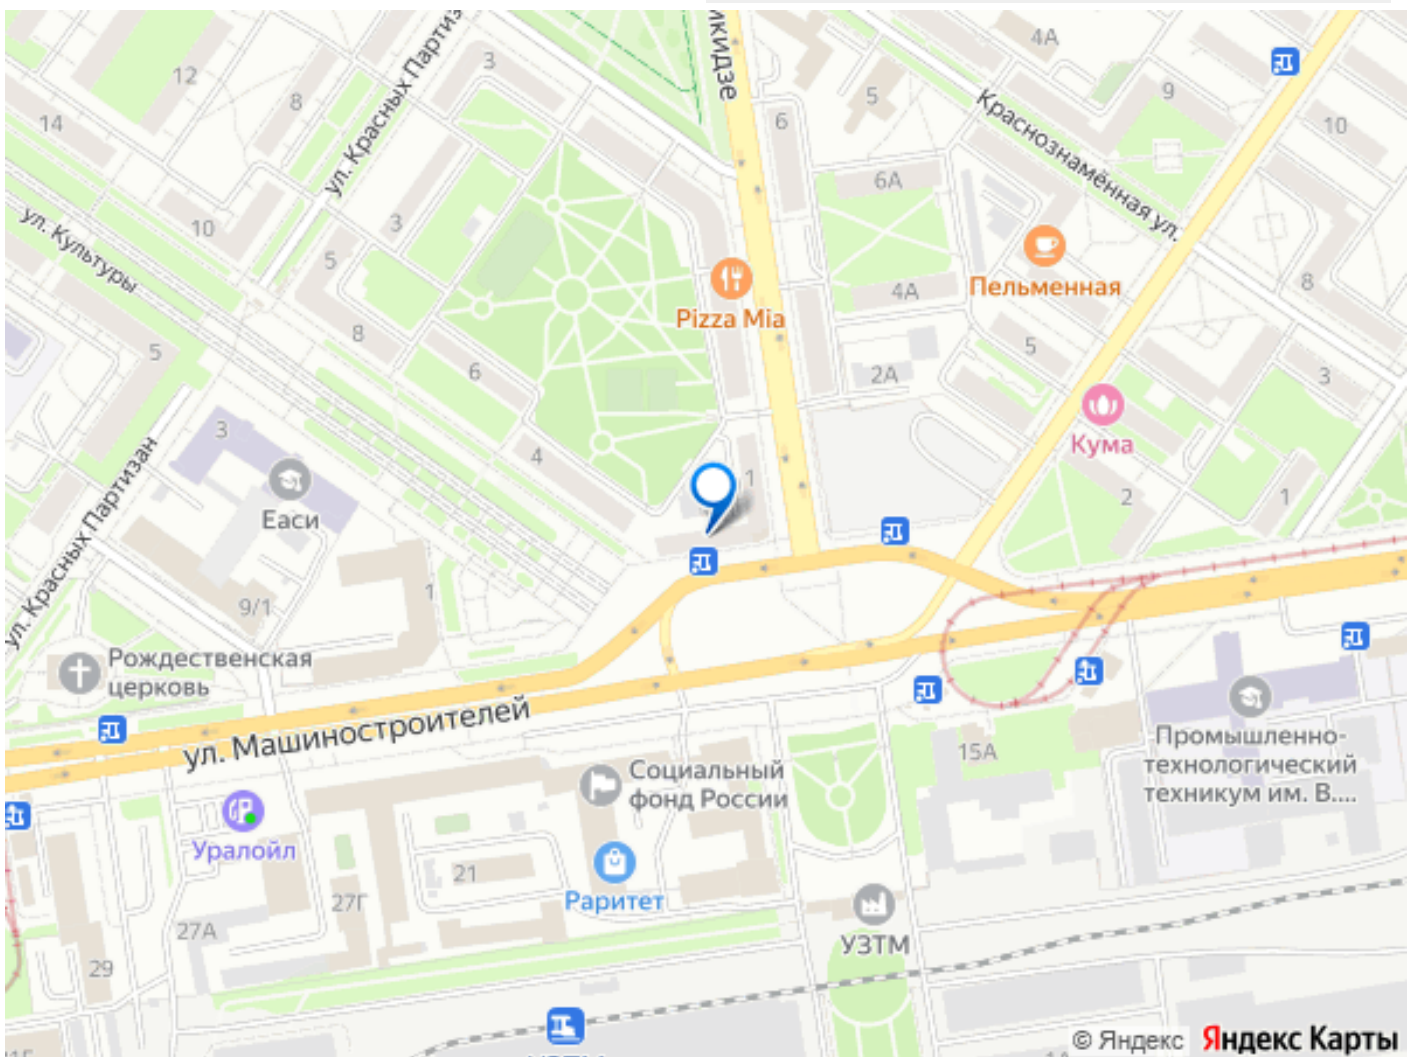 4А
12
3
8
14
ул. Красных Партиз
5
9
10
6
Краснознамённая ул.
6А
ул. Культуры
10
3
5
Пельменная
4А
8
Pizza Mia
8
5
6
2А
5
3
3
Кума
4
1
2
1
Еаси
ул. Красных Партизан
9/1
1
Рождественская
церковь
ул. Машиностроителей
15А
Промышленно-
технологический
техникум им. В....
Социальный
фонд России
Уралойл
21
27Г
Раритет
27А
УЗТМ
29
© Яндекс Яндекс Карты